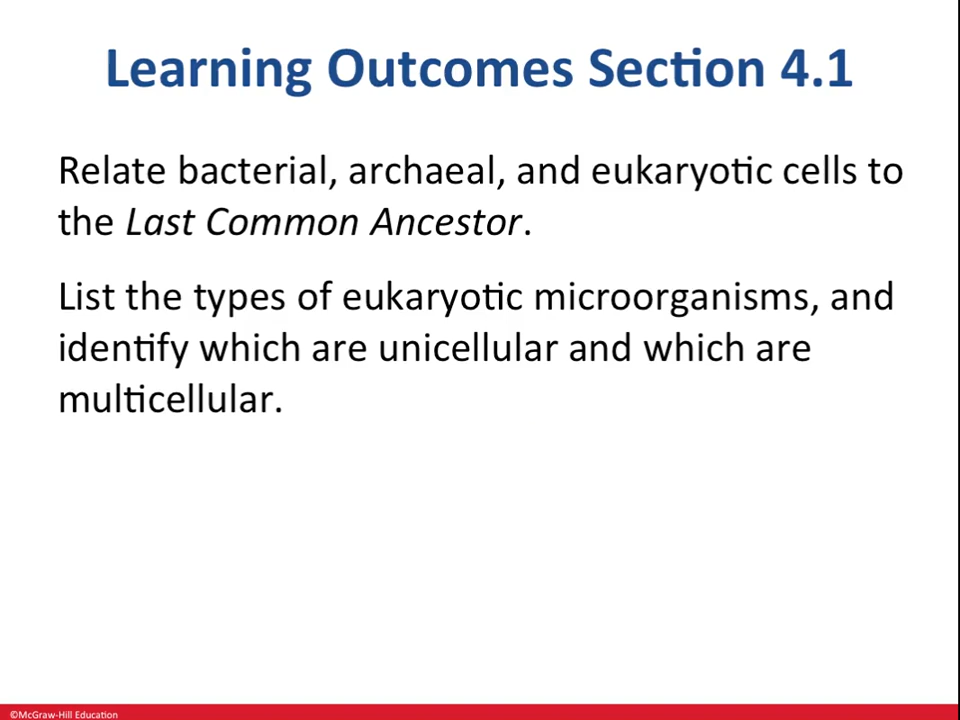 Learning Outcomes Section 4.1
Relate bacterial, archaeal, and eukaryotic cells to
the Last Common Ancestor.
List the types of eukaryotic microorganisms, and
identify which are unicellular and which are
multicellular.
©McGraw-Hill Education